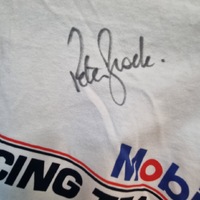 Peter Brock.
Mobi
CING T